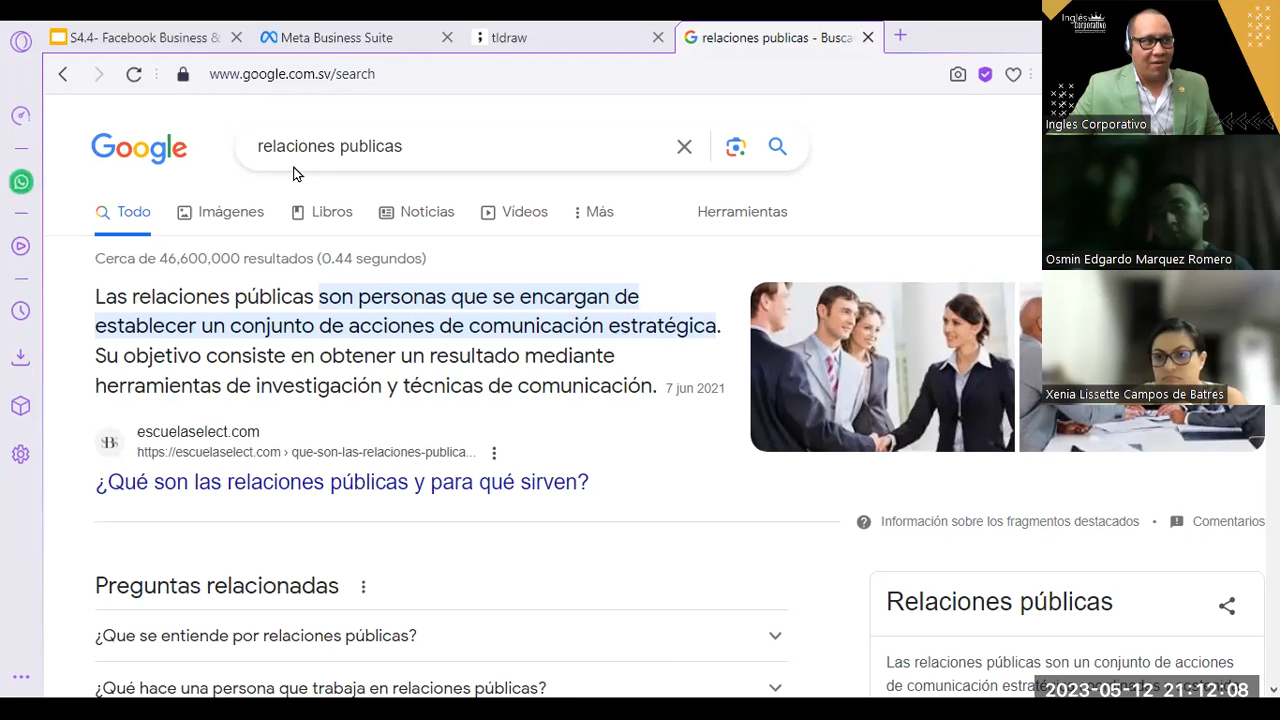 S4.4- Facebook Business &
Meta Business Suite
tldraw
relaciones publicas - Busca
www.google.com.sv/search
Inglés
Corporativo
Ingles Corporativo
Google
relaciones publicas
Todo
Imágenes
Libros
Noticias
Vídeos
Más
Herramientas
Cerca de 46,600,000 resultados (0.44 segundos)
Osmin Edgardo Marquez Romero
Las relaciones públicas son personas que se encargan de
establecer un conjunto de acciones de comunicación estratégica.
Su objetivo consiste en obtener un resultado mediante
herramientas de investigación y técnicas de comunicación. 7 jun 2021
Xenia Lissette Campos de Batres
escuelaselect.com
https://escuelaselect.com › que-son-las-relaciones-publica...
¿Qué son las relaciones públicas y para qué sirven?
Información sobre los fragmentos destacados • Comentarios
Preguntas relacionadas
¿Que se entiende por relaciones públicas?
¿Qué hace una persona que trabaja en relaciones públicas?
Relaciones públicas
Las relaciones públicas son un conjunto de acciones
de comunicación
2023-05-12 21:12:08